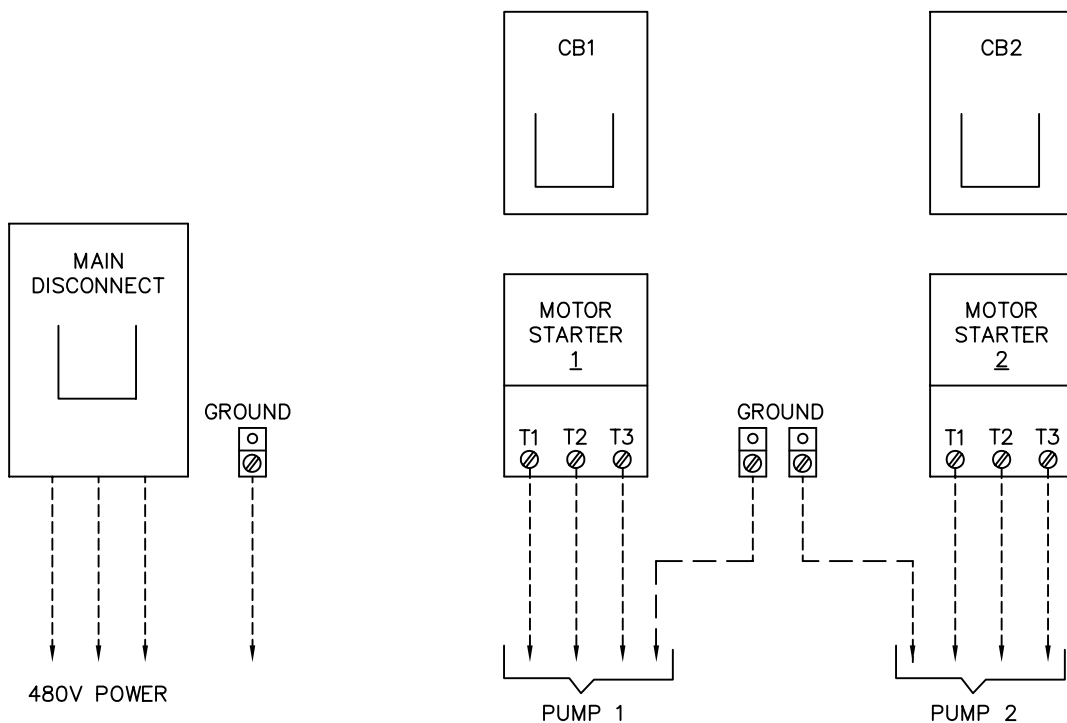 CB1
CB2
MAIN
DISCONNECT
MOTOR
STARTER
1
MOTOR
STARTER
2
GROUND
GROUND
T1 T2 T3
T1 T2 T3
480V POWER
PUMP 1
PUMP 2